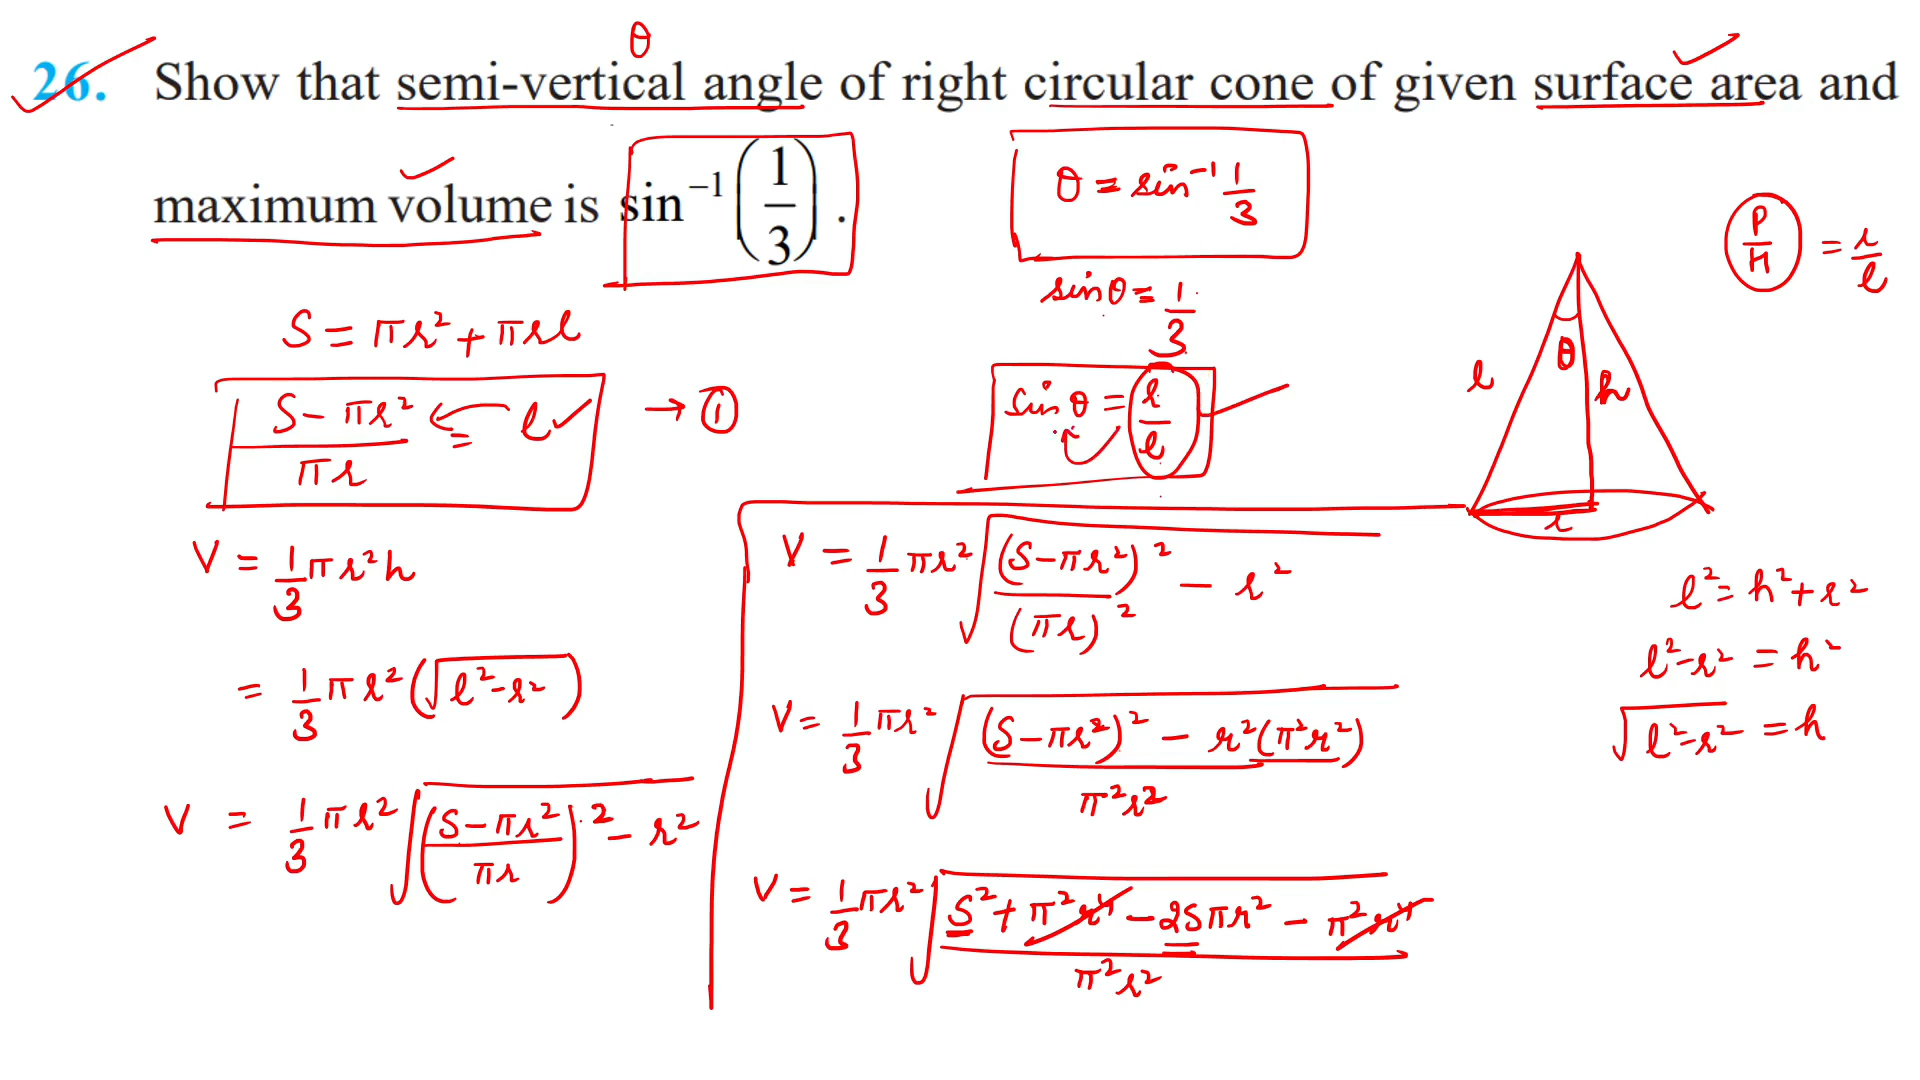 θ
26. Show that semi-vertical angle of right circular cone of given surface area and
maximum volume is sin⁻¹(1/3).
θ = sin⁻¹ 1/3
sinθ = 1/3
sin θ = r/l
P/H = r/l
l θ h
r
S = πr² + πrl
(S - πr²)/(πr) = l → ①
V = 1/3 πr²h
= 1/3 πr² (√(l²-r²))
V = 1/3 πr² √(((S-πr²)/(πr))² - r²)
V = 1/3 πr² √((S-πr²)²/(πr)² - r²)
V = 1/3 πr² √(((S-πr²)² - r²(π²r²))/(π²r²))
V = 1/3 πr² √((S² + π²r⁴ - 2Sπr² - π²r⁴)/(π²r²))
l² = h² + r²
l²-r² = h²
√(l²-r²) = h